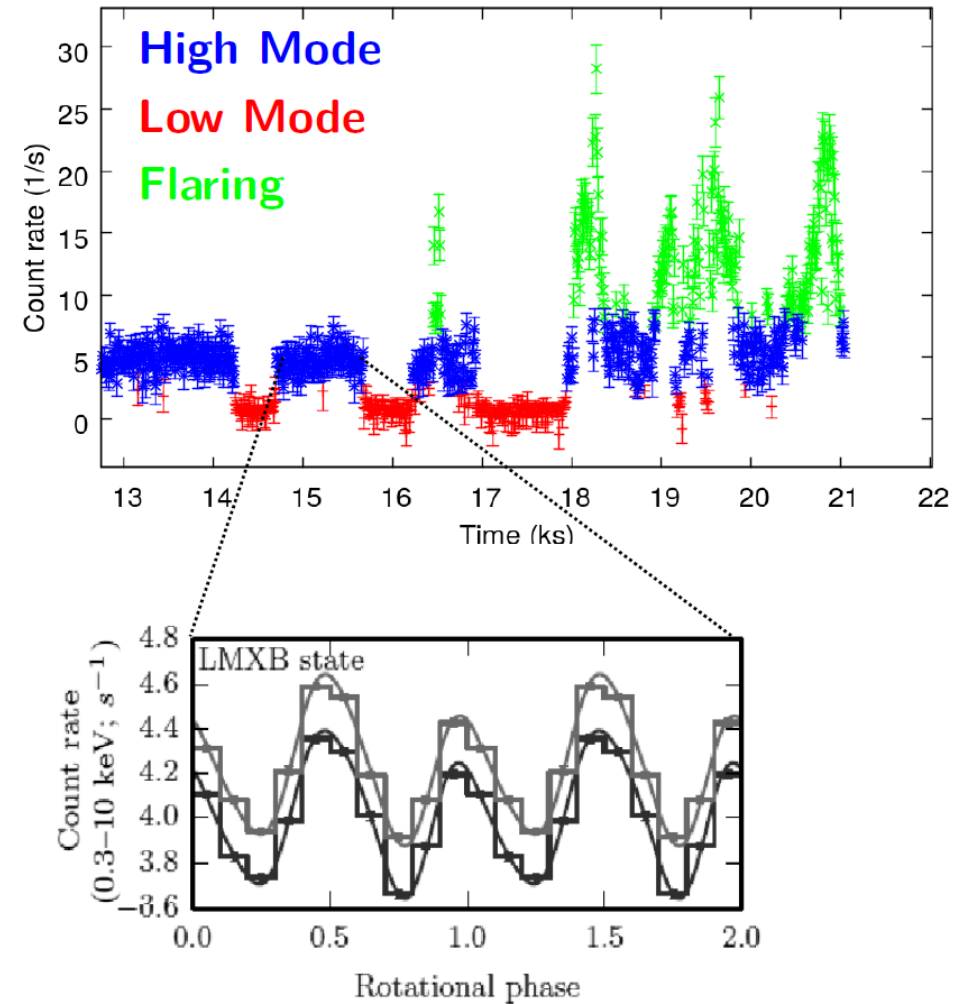 High Mode
Low Mode
Flaring
Count rate (1/s)
30
25
20
15
10
5
0
13 14 15 16 17 18 19 20 21 22
Time (ks)
LMXB state
Count rate
(0.3–10 keV; s⁻¹)
4.8
4.6
4.4
4.2
4.0
3.8
3.6
0.0 0.5 1.0 1.5 2.0
Rotational phase